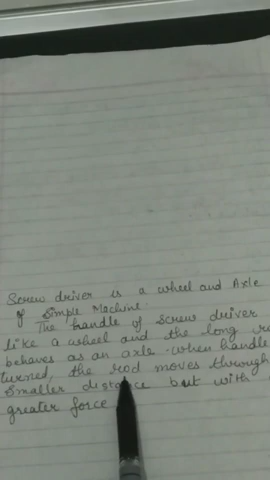 Screw driver is a wheel and Axle
of Simple Machine.
The handle of screw driver
like a wheel and the long
behaves as an axle. when handle
turned, the rod moves through
smaller distance but with
greater force